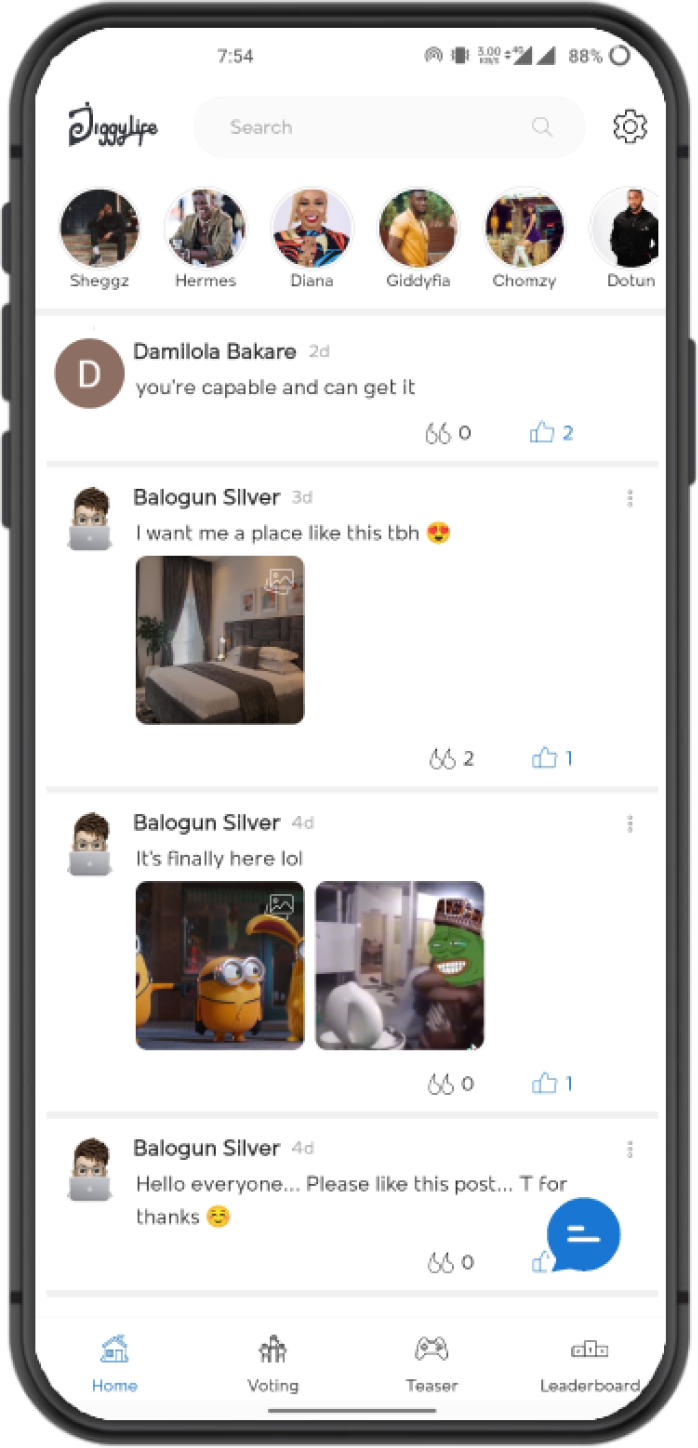 7:54
3.00
KB/S
4G
88%
Jiggylife
Search
Sheggz
Hermes
Diana
Giddyfia
Chomzy
Dotun
Damilola Bakare 2d
D
you're capable and can get it
0
2
Balogun Silver 3d
I want me a place like this tbh 😍
2
1
Balogun Silver 4d
It's finally here lol
0
1
Balogun Silver 4d
Hello everyone... Please like this post... T for
thanks ☺️
0
Home
Voting
Teaser
Leaderboard